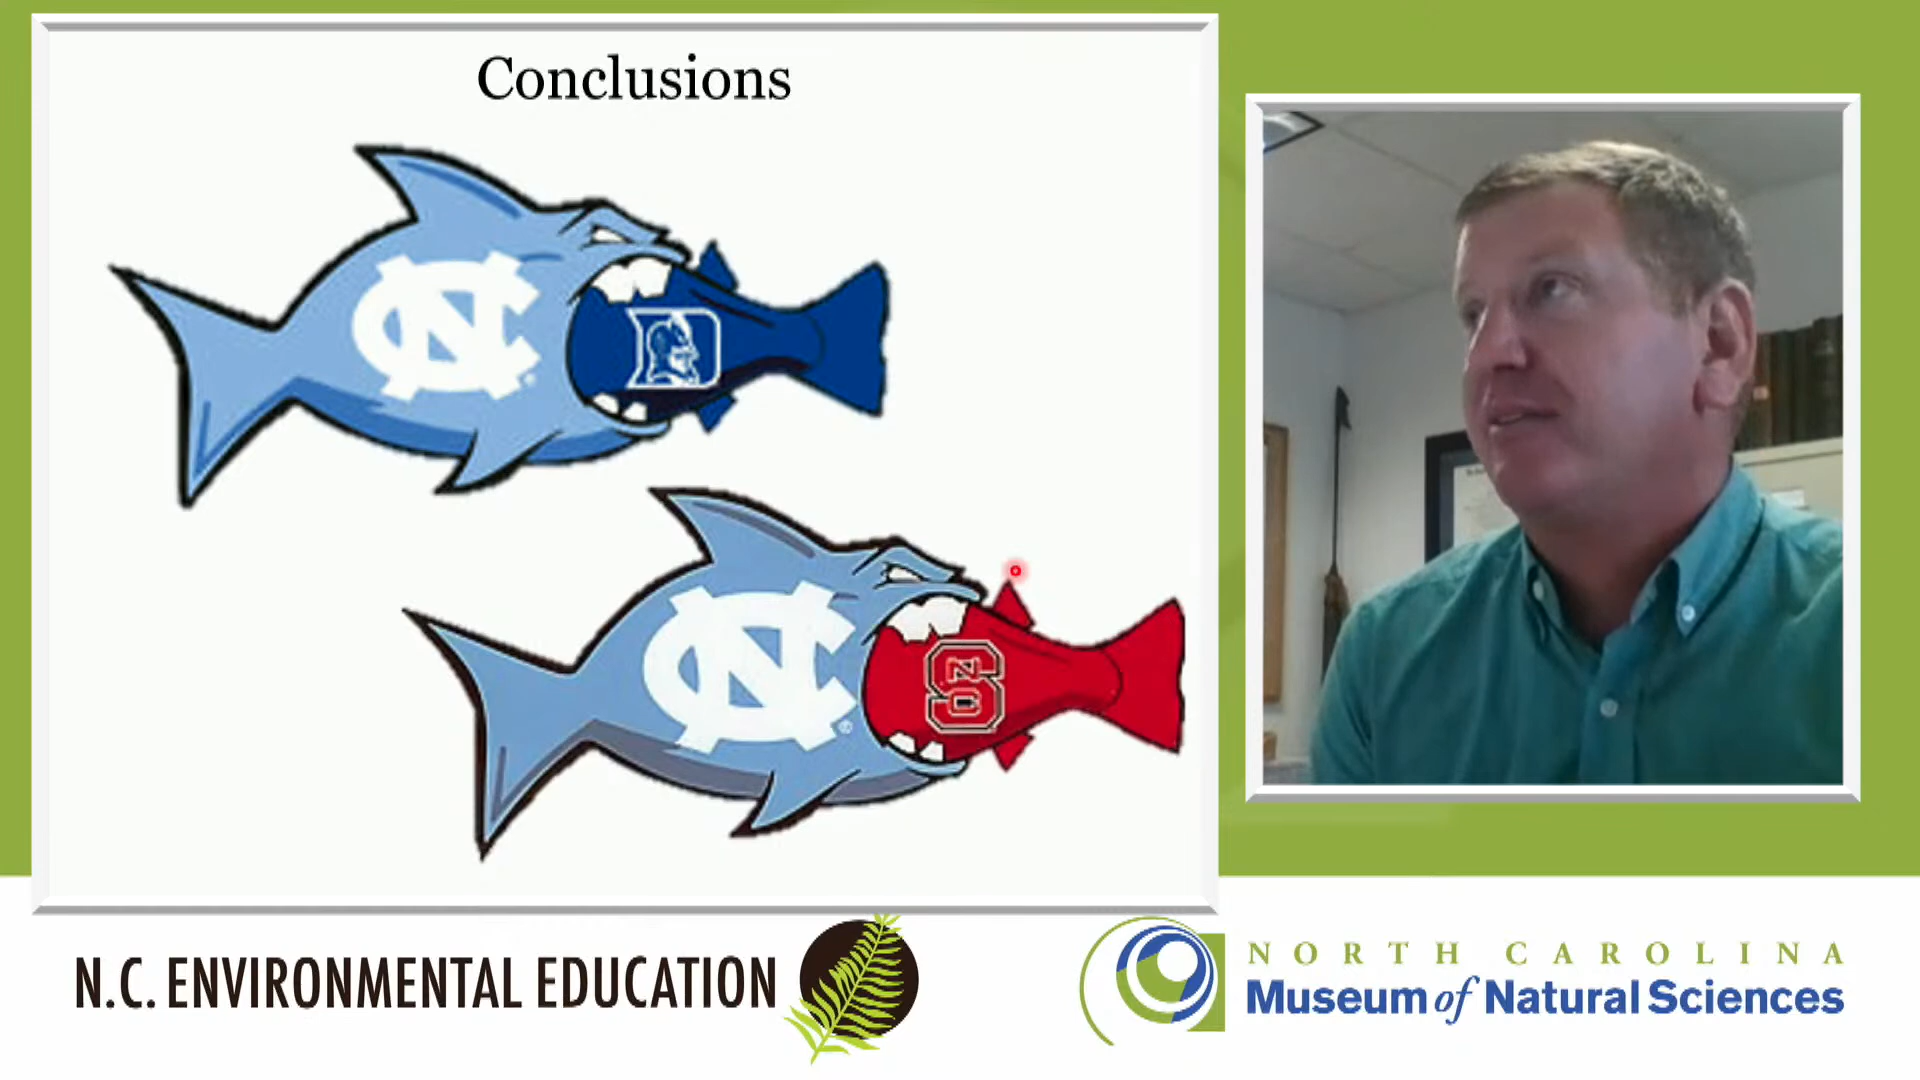 Conclusions
NC
NC
NCS
N.C. ENVIRONMENTAL EDUCATION
NORTH CAROLINA
Museum of Natural Sciences